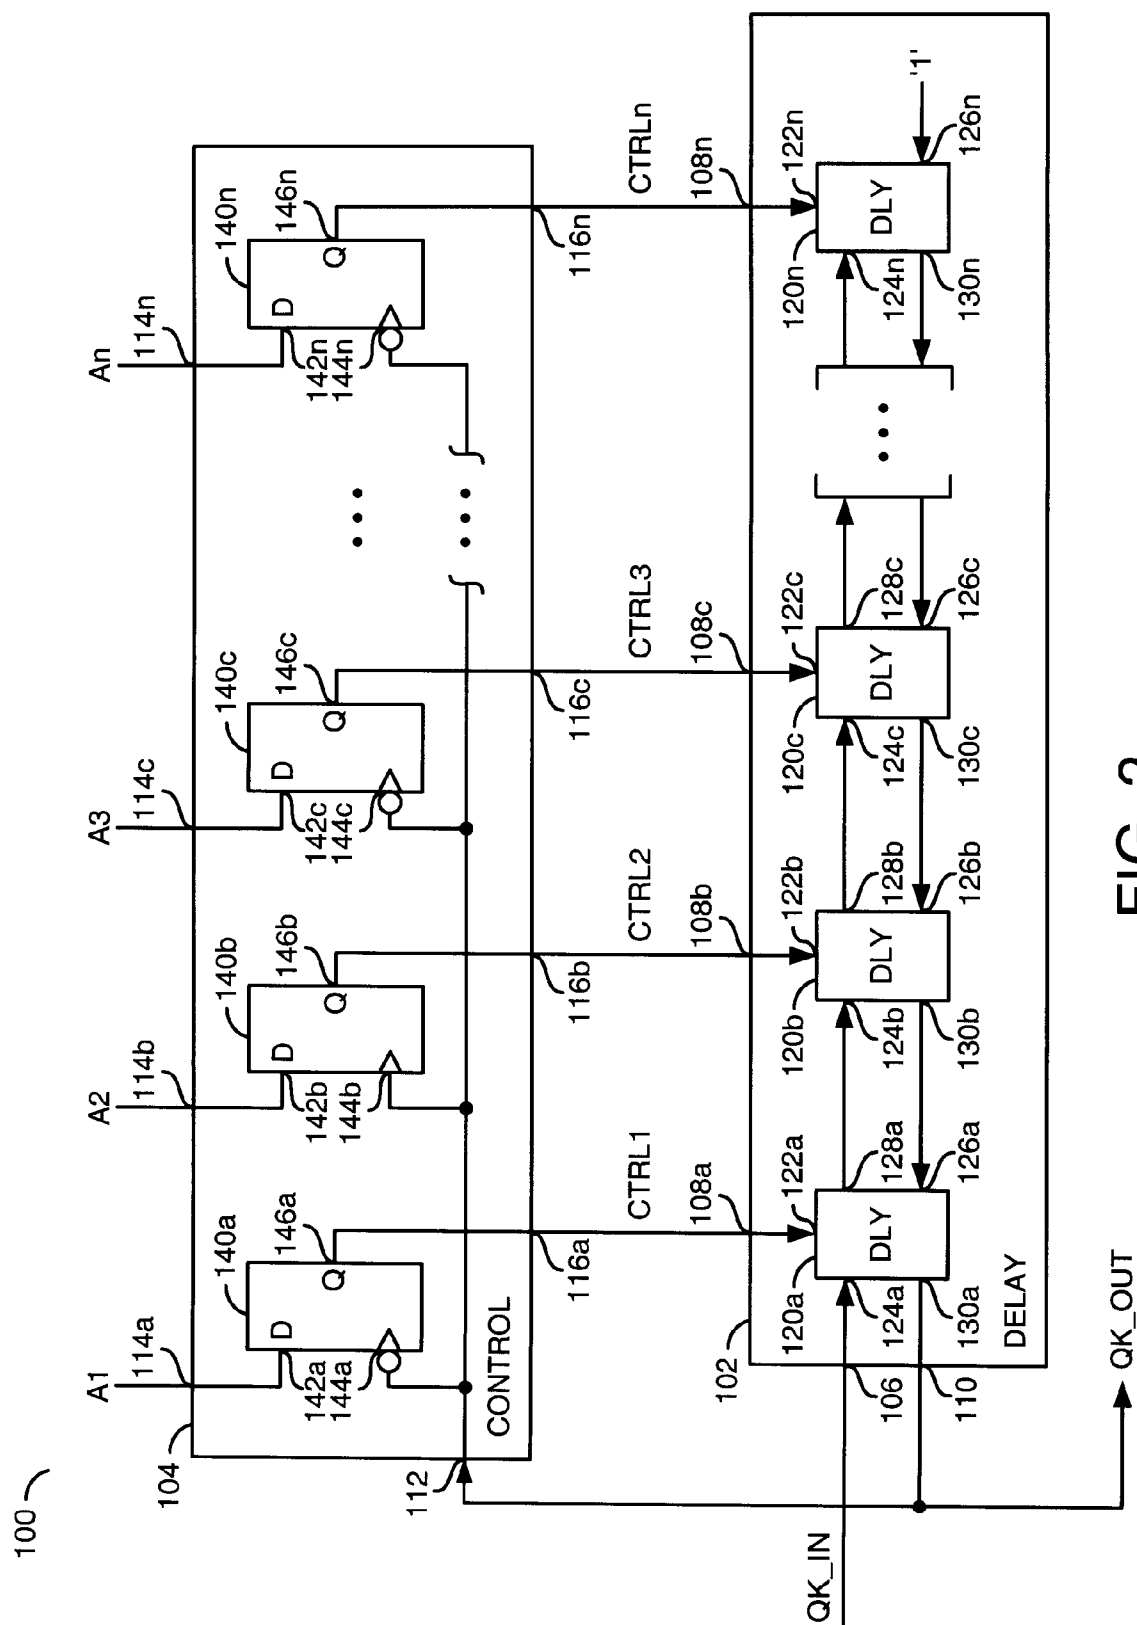 100
104
A1
114a
A2
114b
A3
114c
An
114n
140a
D
142a
144a
Q
146a
140b
D
142b
144b
Q
146b
140c
D
142c
144c
Q
146c
140n
D
142n
144n
Q
146n
CONTROL
112
116a
116b
116c
116n
CTRL1
CTRL2
CTRL3
CTRLn
108a
108b
108c
108n
102
120a
122a
124a
DLY
128a
126a
130a
120b
122b
124b
DLY
128b
126b
130b
120c
122c
124c
DLY
128c
126c
130c
120n
122n
124n
DLY
126n
130n
'1'
QK_IN
106
110
DELAY
QK_OUT
FIG. 2